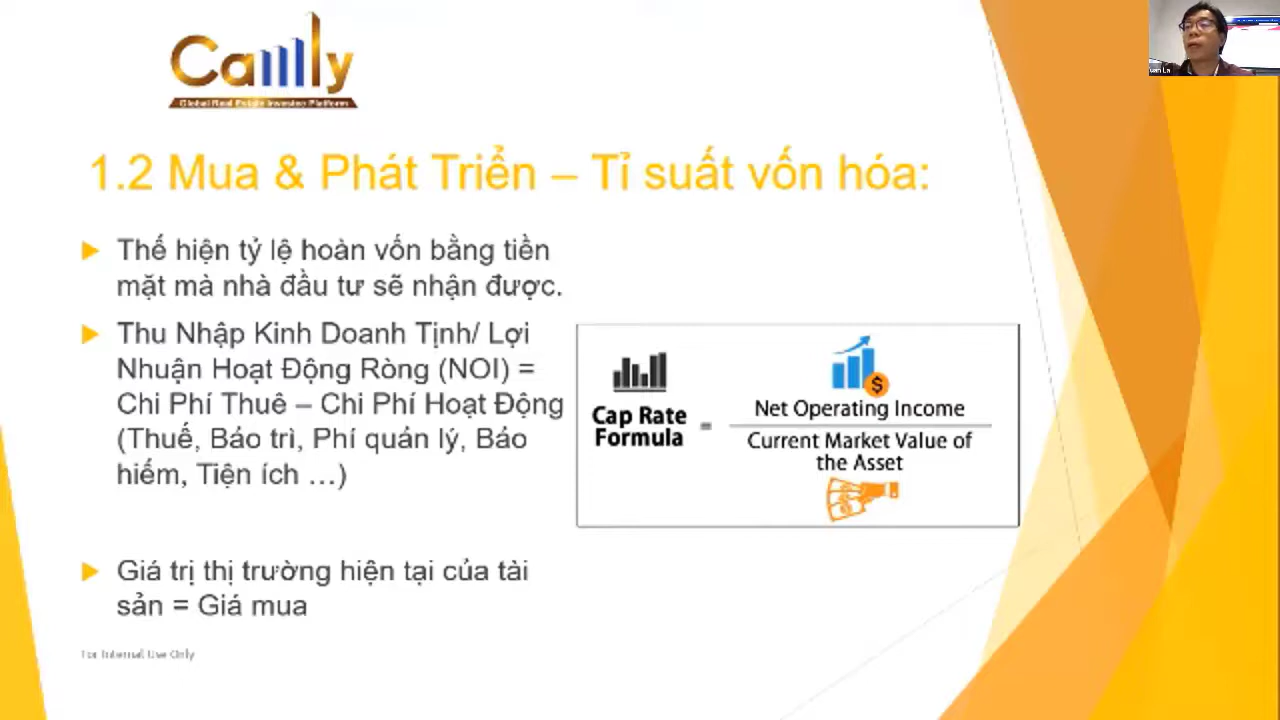 Camly
Global Real Estate Investor Platform
1.2 Mua & Phát Triển – Tỉ suất vốn hóa:
Thể hiện tỷ lệ hoàn vốn bằng tiền
mặt mà nhà đầu tư sẽ nhận được.
Thu Nhập Kinh Doanh Tịnh/ Lợi
Nhuận Hoạt Động Ròng (NOI) =
Chi Phí Thuê – Chi Phí Hoạt Động
(Thuế, Bảo trì, Phí quản lý, Bảo
hiểm, Tiện ích …)
Cap Rate
Formula
=
Net Operating Income
Current Market Value of
the Asset
Giá trị thị trường hiện tại của tài
sản = Giá mua
For Internal Use Only